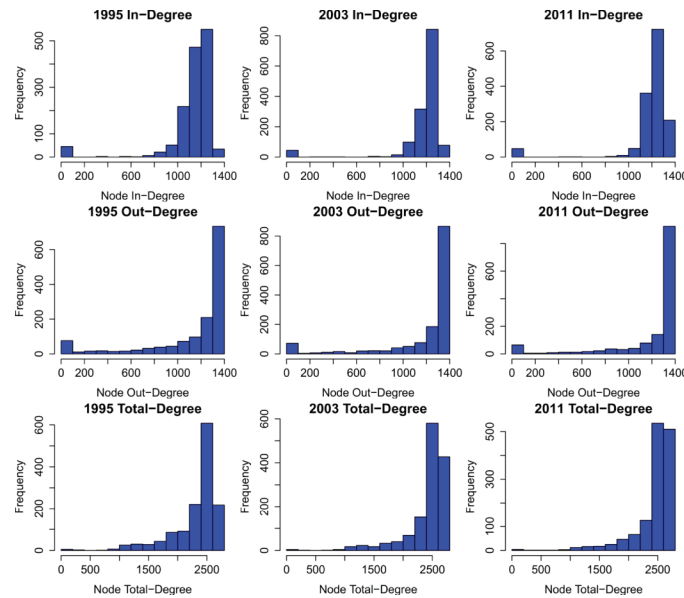 1995 In−Degree 2003 In−Degree 2011 In−Degree
Frequency Frequency Frequency
0 100 300 500
0 200 400 600 800
0 200 400 600
0 200 600 1000 1400
0 200 600 1000 1400
0 200 600 1000 1400
Node In−Degree Node In−Degree Node In−Degree
1995 Out−Degree 2003 Out−Degree 2011 Out−Degree
Frequency Frequency Frequency
0 200 400 600
0 200 400 600 800
0 200 400 600 800
0 200 600 1000 1400
0 200 600 1000 1400
0 200 600 1000 1400
Node Out−Degree Node Out−Degree Node Out−Degree
1995 Total−Degree 2003 Total−Degree 2011 Total−Degree
Frequency Frequency Frequency
0 200 400 600
0 200 400 600
0 100 300 500
0 500 1500 2500
0 500 1500 2500
0 500 1500 2500
Node Total−Degree Node Total−Degree Node Total−Degree